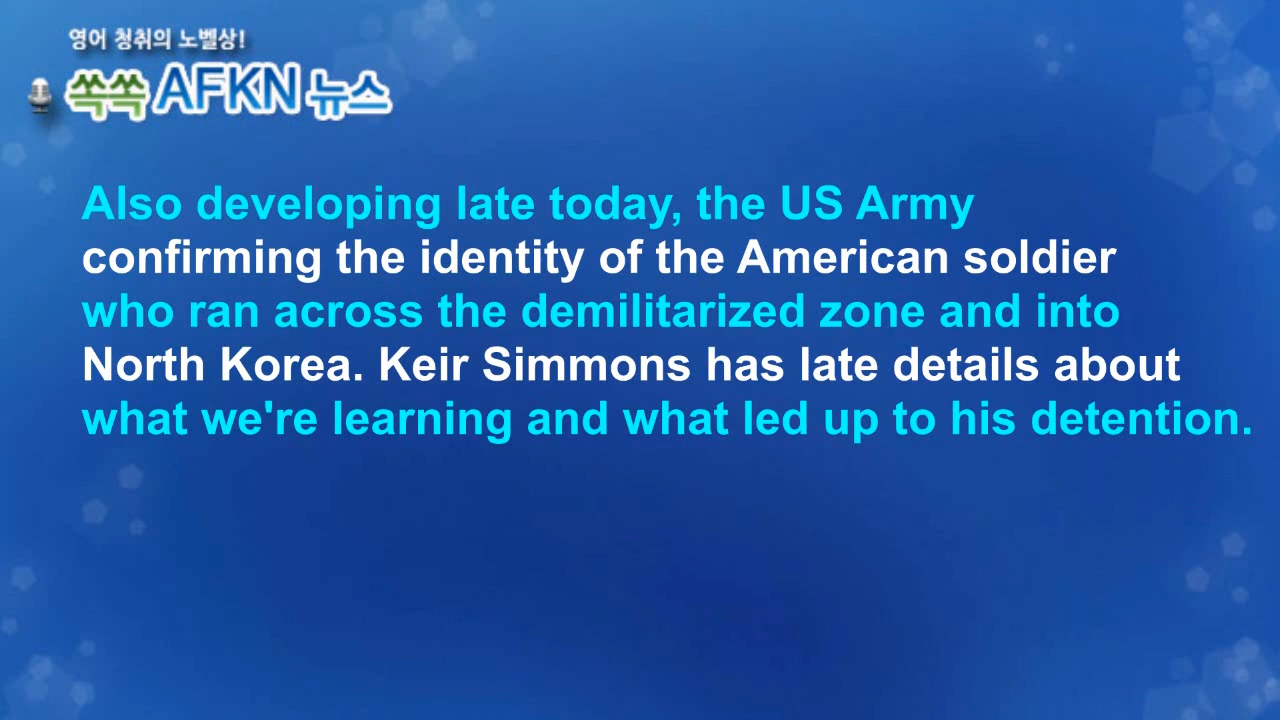 영어 청취의 노벨상!
쏙쏙 AFKN 뉴스
Also developing late today, the US Army
confirming the identity of the American soldier
who ran across the demilitarized zone and into
North Korea. Keir Simmons has late details about
what we're learning and what led up to his detention.